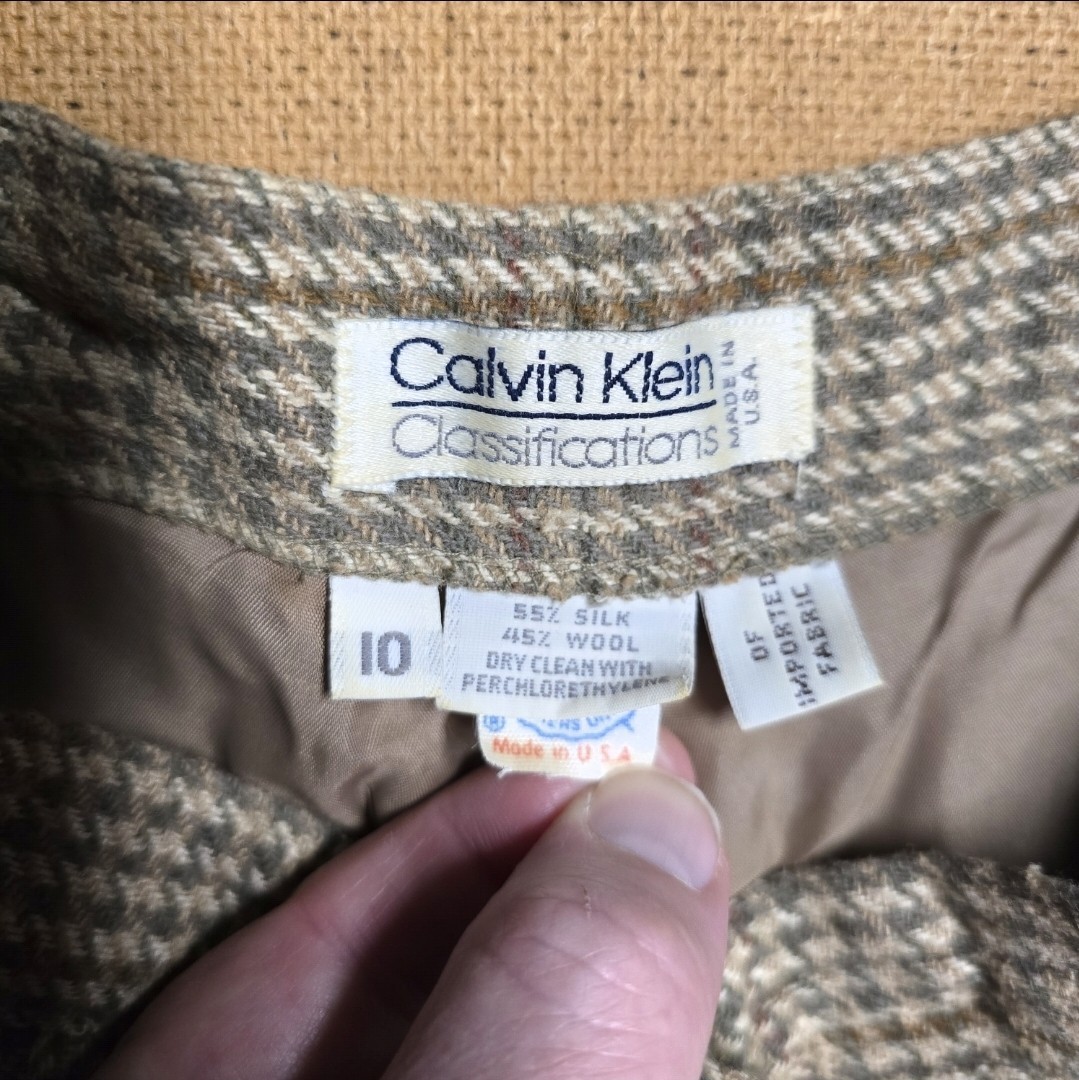 Calvin Klein
Classifications
MADE IN
U.S.A.
10
55% SILK
45% WOOL
DRY CLEAN WITH
PERCHLORETHYLENE
OF
IMPORTED
FABRIC
®
Made in U S A